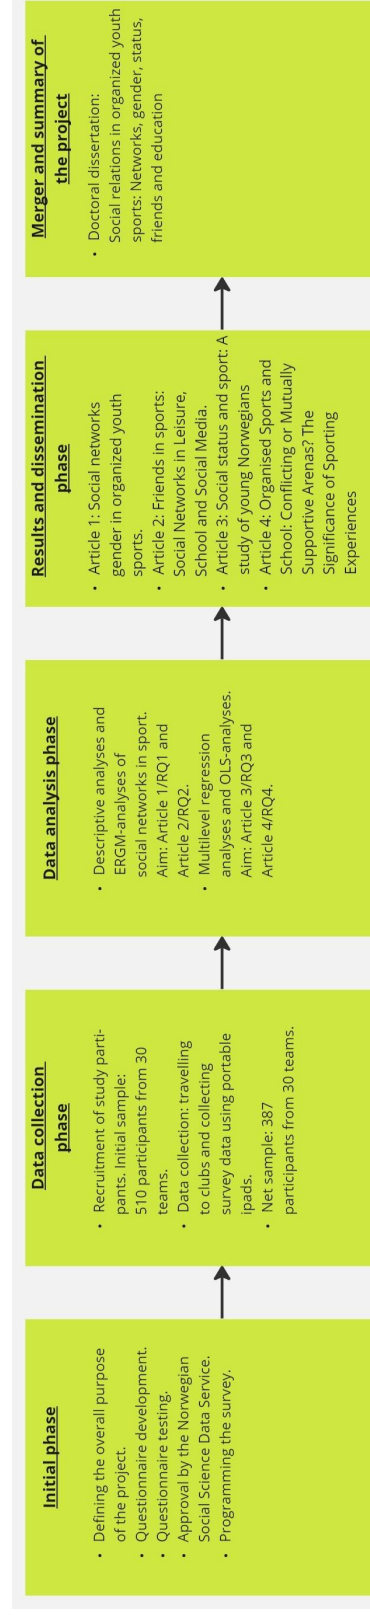 Initial phase
• Defining the overall purpose
of the project.
• Questionnaire development.
• Questionnaire testing.
• Approval by the Norwegian
Social Science Data Service.
• Programming the survey.
Data collection
phase
• Recruitment of study parti-
pants. Initial sample:
510 participants from 30
teams.
• Data collection: travelling
to clubs and collecting
survey data using portable
ipads.
• Net sample: 387
participants from 30 teams.
Data analysis phase
• Descriptive analyses and
ERGM-analyses of
social networks in sport.
Aim: Article 1/RQ1 and
Article 2/RQ2.
• Multilevel regression
analyses and OLS-analyses.
Aim: Article 3/RQ3 and
Article 4/RQ4.
Results and dissemination
phase
• Article 1: Social networks
gender in organized youth
sports.
• Article 2: Friends in sports:
Social Networks in Leisure,
School and Social Media.
• Article 3: Social status and sport: A
study of young Norwegians
• Article 4: Organised Sports and
School: Conflicting or Mutually
Supportive Arenas? The
Significance of Sporting
Experiences
Merger and summary of
the project
• Doctoral dissertation:
Social relations in organized youth
sports: Networks, gender, status,
friends and education